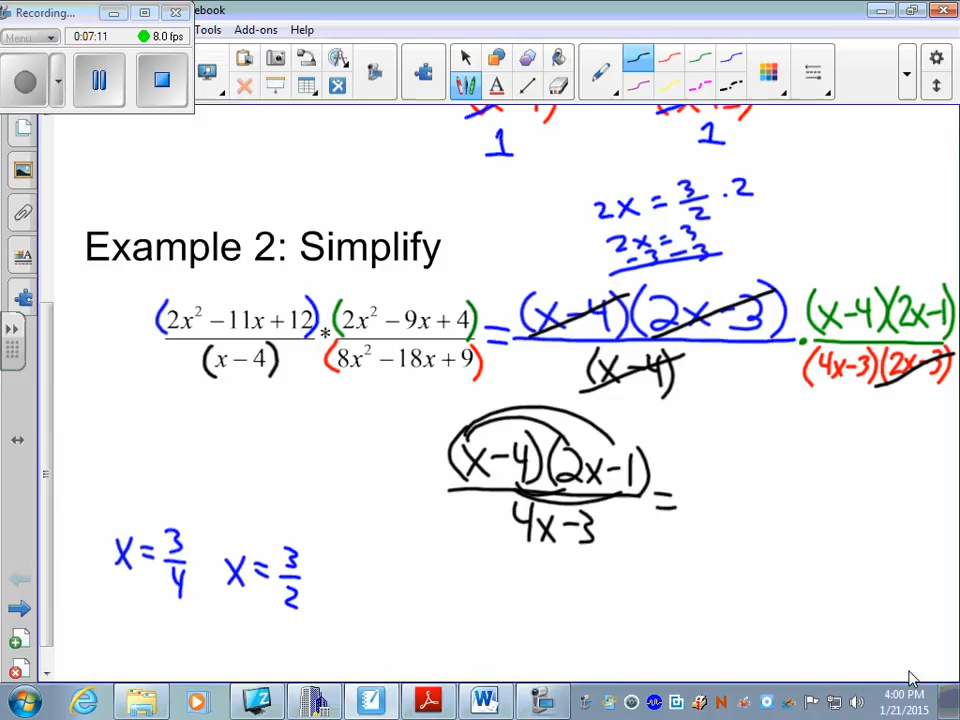 Recording...
ebook
Menu
0:07:11
8.0 fps
Tools Add-ons Help
1 1
2x = 3/2 · 2
2x = 3
-3 -3
Example 2: Simplify
(2x² − 11x + 12)/(x − 4) * (2x² − 9x + 4)/(8x² − 18x + 9) = (x−4)(2x−3)/(x−4) · (x−4)(2x−1)/(4x−3)(2x−3)
(x−4)(2x−1)/4x−3 =
x = 3/4 x = 3/2
4:00 PM
1/21/2015